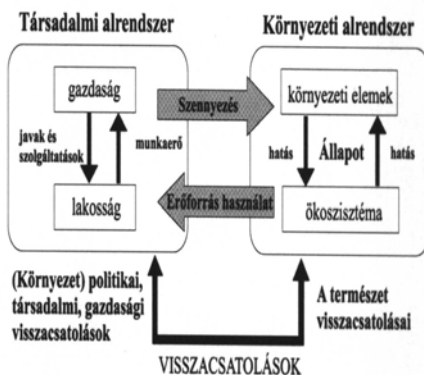 Társadalmi alrendszer
Környezeti alrendszer
gazdaság
Szennyezés
környezeti elemek
javak és
szolgáltatások
munkaerő
hatás
Állapot
hatás
lakosság
Erőforrás használat
ökoszisztéma
(Környezet) politikai,
társadalmi, gazdasági
visszacsatolások
A természet
visszacsatolásai
VISSZACSATOLÁSOK